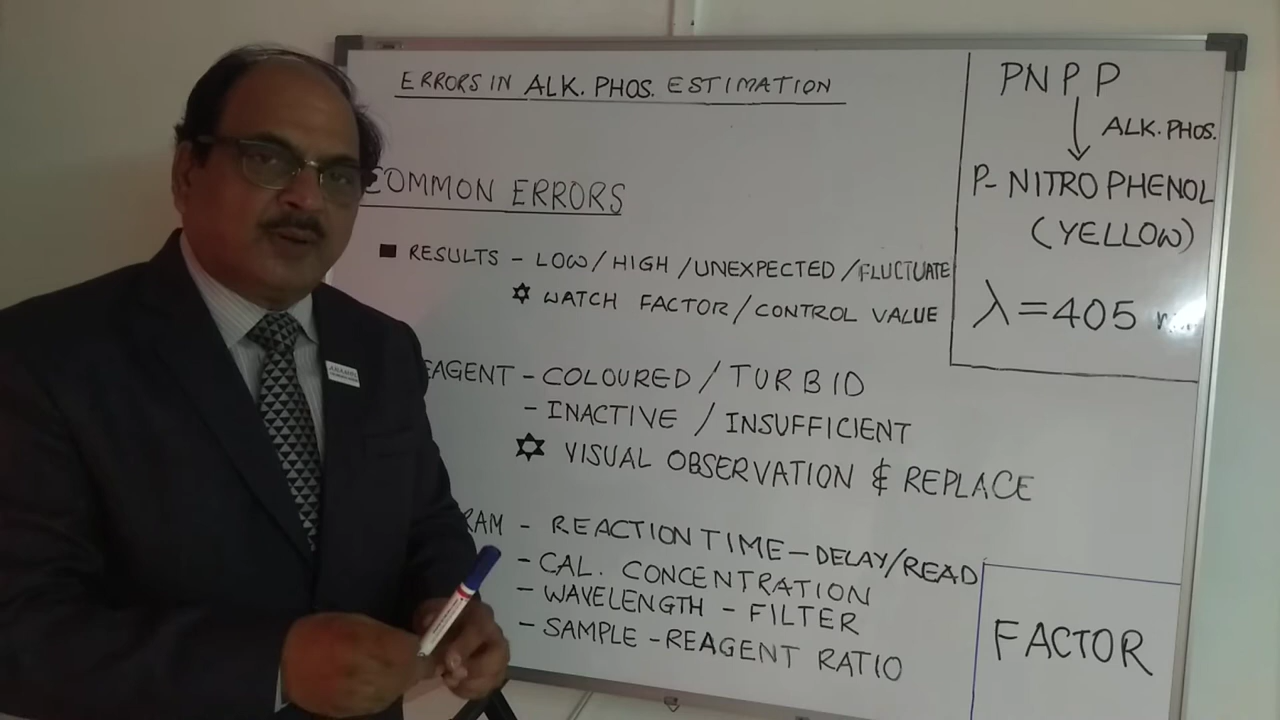 ERRORS IN ALK. PHOS. ESTIMATION
COMMON ERRORS
RESULTS - LOW / HIGH / UNEXPECTED / FLUCTUATE
WATCH FACTOR / CONTROL VALUE
EAGENT - COLOURED / TURBID
- INACTIVE / INSUFFICIENT
VISUAL OBSERVATION & REPLACE
RAM - REACTION TIME - DELAY/READ
- CAL. CONCENTRATION
- WAVELENGTH - FILTER
- SAMPLE - REAGENT RATIO
PNPP
ALK. PHOS.
P- NITROPHENOL
(YELLOW)
λ = 405
FACTOR